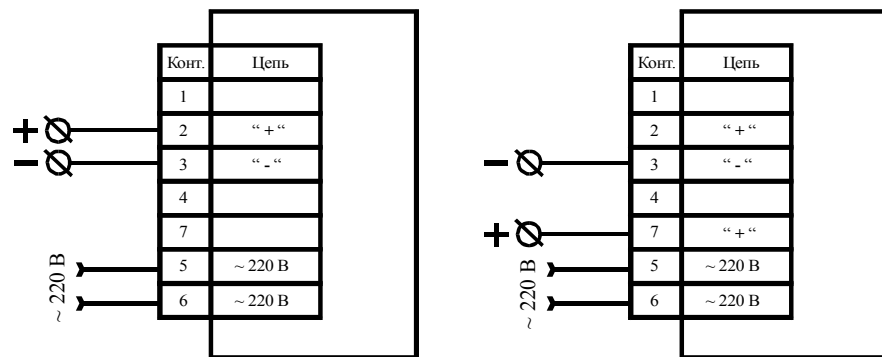 Конт. Цепь
1
+ 2 “ + “
− 3 “ - “
4
7
5 ~ 220 В
6 ~ 220 В
~ 220 В
Конт. Цепь
1
2 “ + “
− 3 “ - “
4
+ 7 “ + “
5 ~ 220 В
6 ~ 220 В
~ 220 В